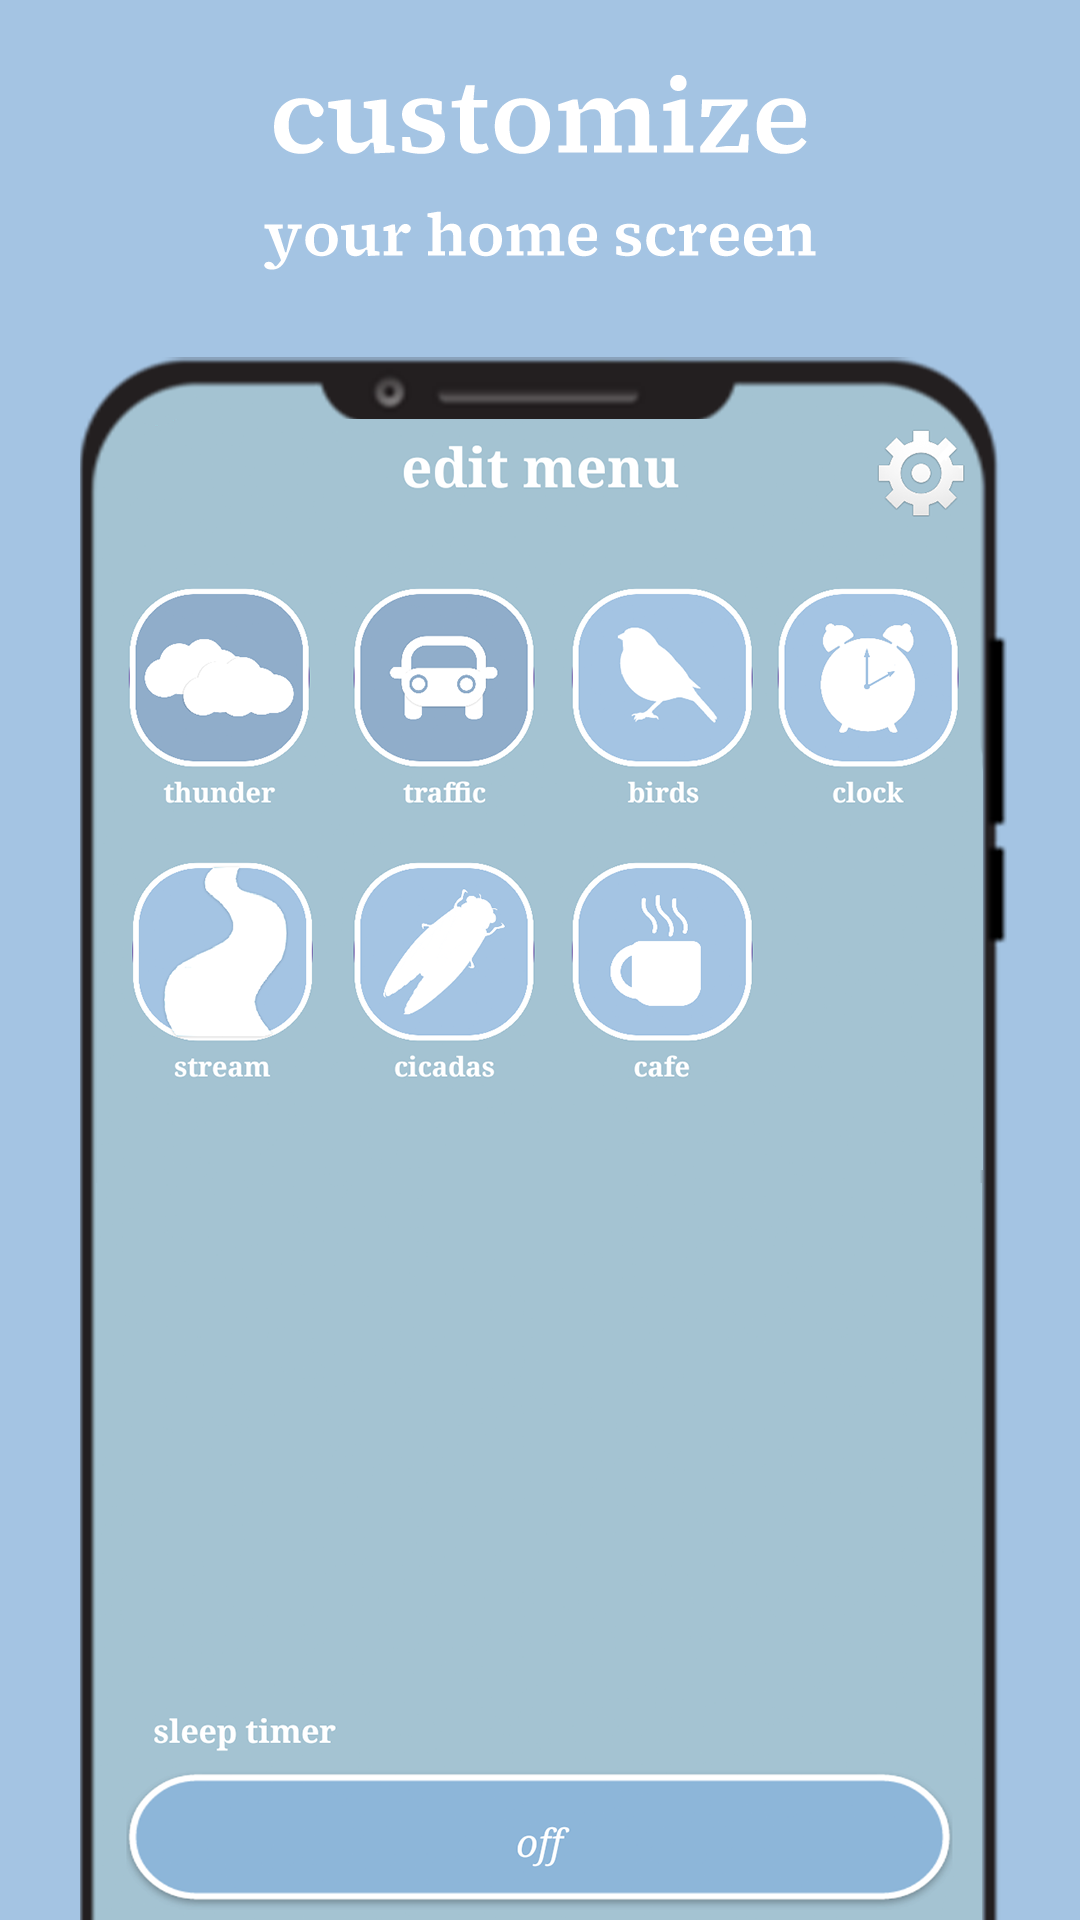 customize
your home screen
edit menu
thunder
traffic
birds
clock
stream
cicadas
cafe
sleep timer
off